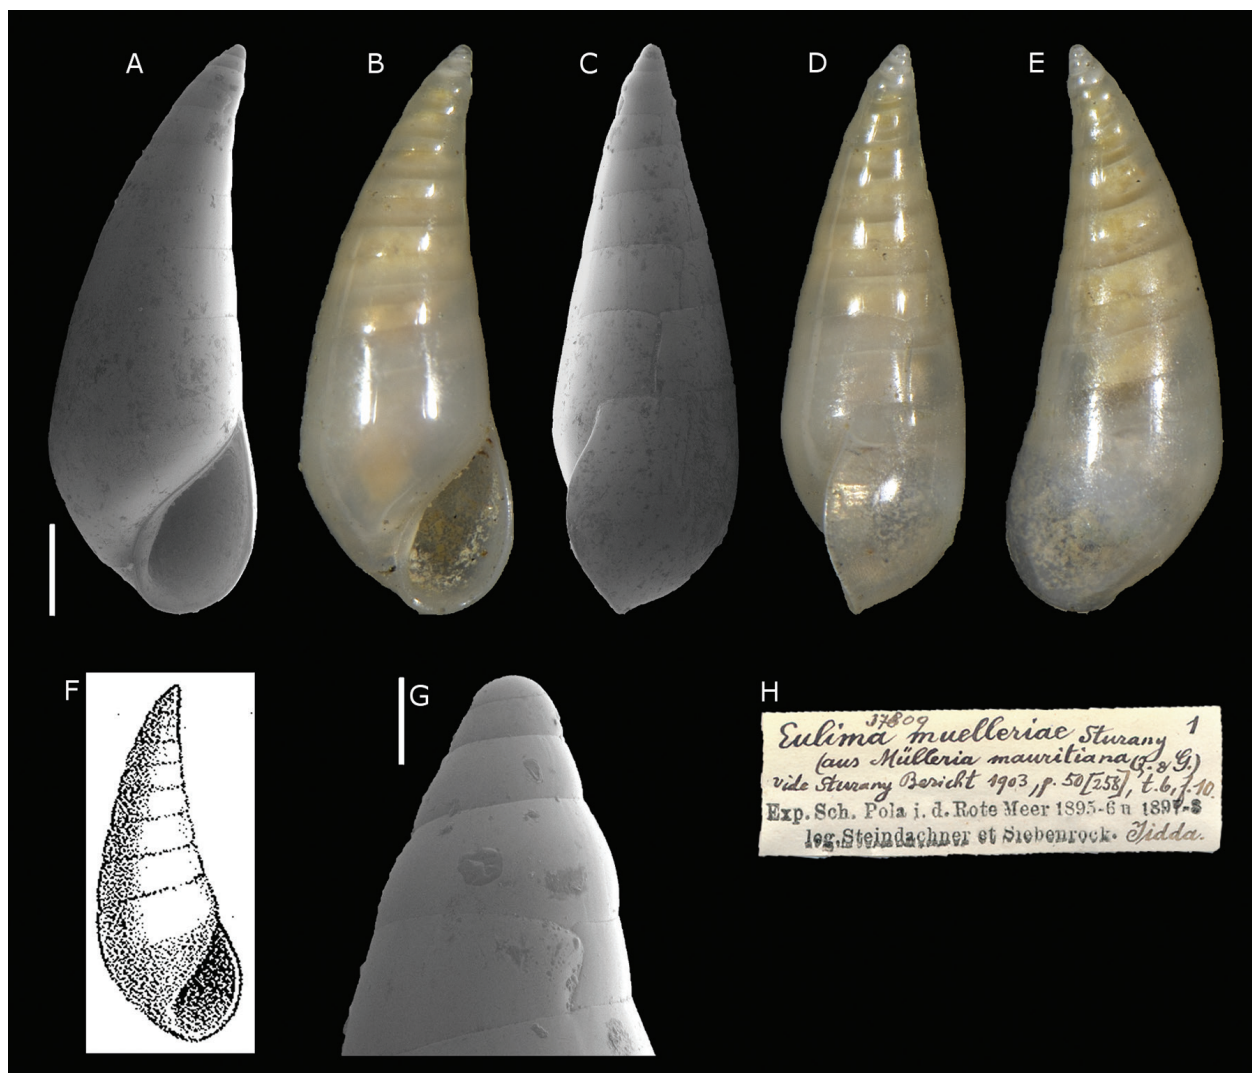 A
B
C
D
E
F
G
H
37809
Eulima muelleriae Sturany 1
(aus Mülleria mauritiana Q. & G.)
vide Sturany Bericht 1903, p. 50 [258], t. 6, f. 10.
Exp. Sch. Pola i. d. Rote Meer 1895-6 u 1897-8
leg. Steindachner et Siebenrock. Jidda.